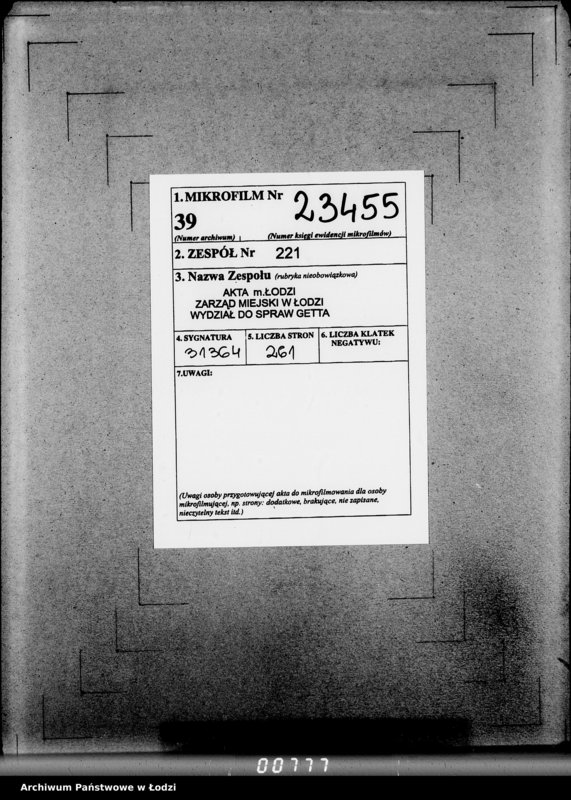 1. MIKROFILM Nr 23455
39
(Numer archiwum) (Numer księgi ewidencji mikrofilmów)
2. ZESPÓŁ Nr 221
3. Nazwa Zespołu (rubryka nieobowiązkowa)
AKTA m.ŁODZI
ZARZĄD MIEJSKI W ŁODZI
WYDZIAŁ DO SPRAW GETTA
4. SYGNATURA 5. LICZBA STRON 6. LICZBA KLATEK
NEGATYWU:
31364 261
7.UWAGI:
(Uwagi osoby przygotowującej akta do mikrofilmowania dla osoby
mikrofilmującej, np. strony: dodatkowe, brakujące, nie zapisane,
nieczytelny tekst itd.)
00777
Archiwum Państwowe w Łodzi